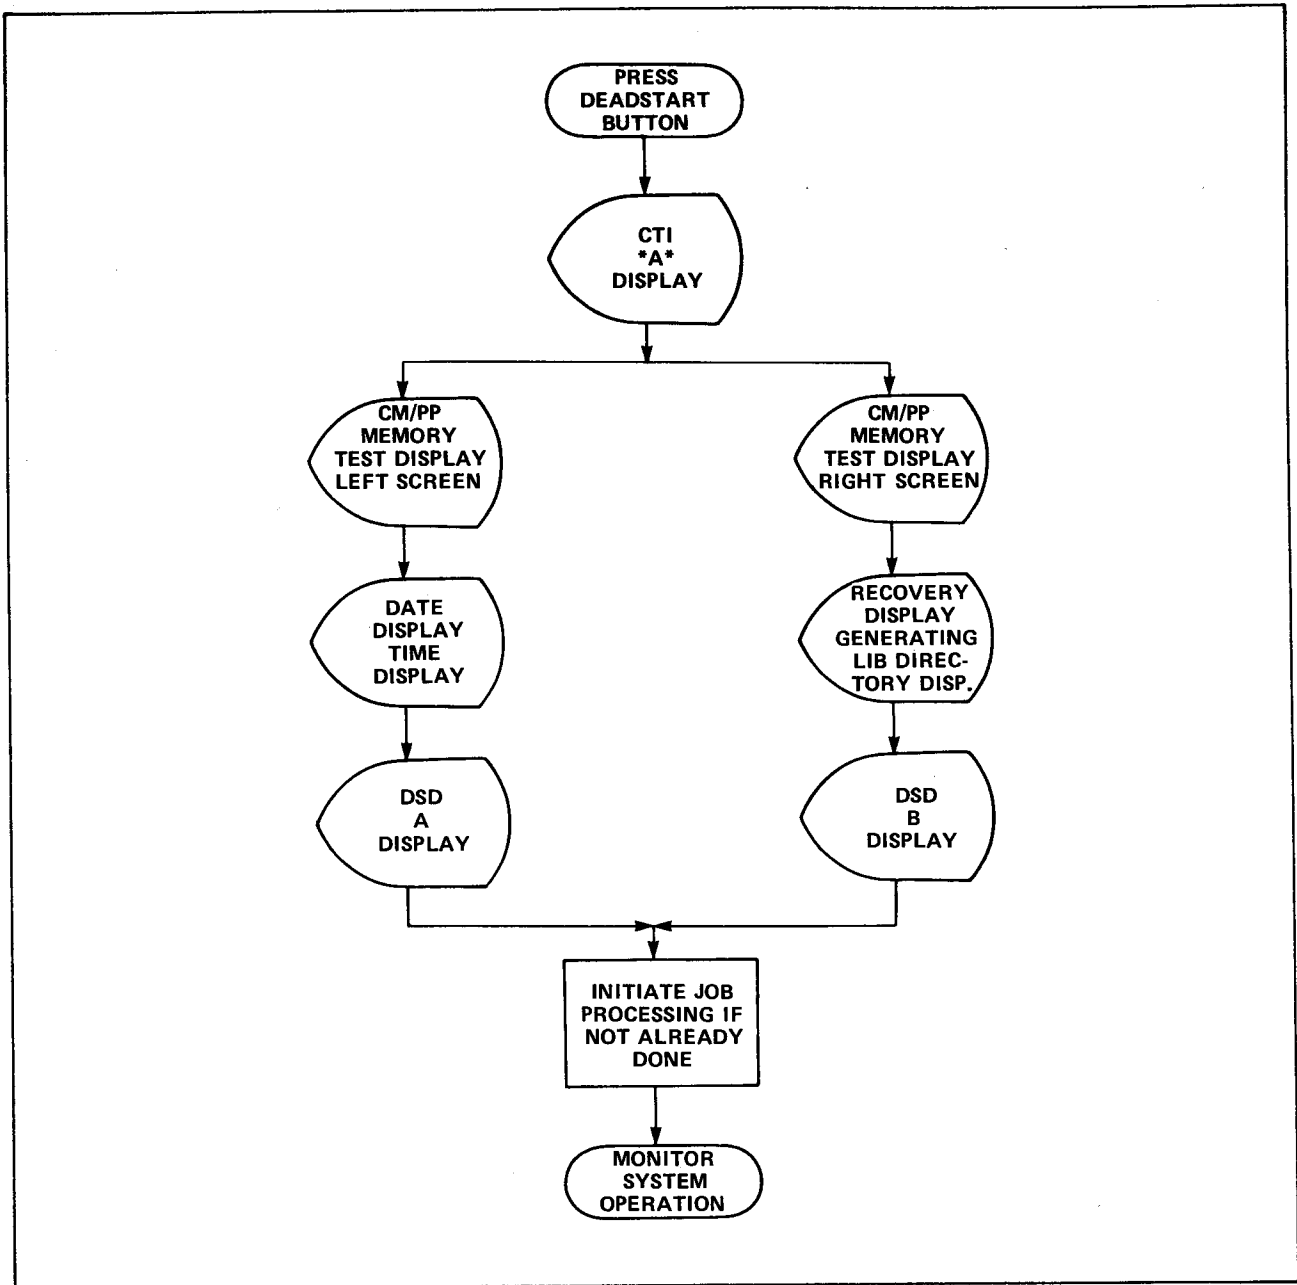 PRESS
DEADSTART
BUTTON
CTI
*A*
DISPLAY
CM/PP
MEMORY
TEST DISPLAY
LEFT SCREEN
CM/PP
MEMORY
TEST DISPLAY
RIGHT SCREEN
DATE
DISPLAY
TIME
DISPLAY
RECOVERY
DISPLAY
GENERATING
LIB DIREC-
TORY DISP.
DSD
A
DISPLAY
DSD
B
DISPLAY
INITIATE JOB
PROCESSING IF
NOT ALREADY
DONE
MONITOR
SYSTEM
OPERATION